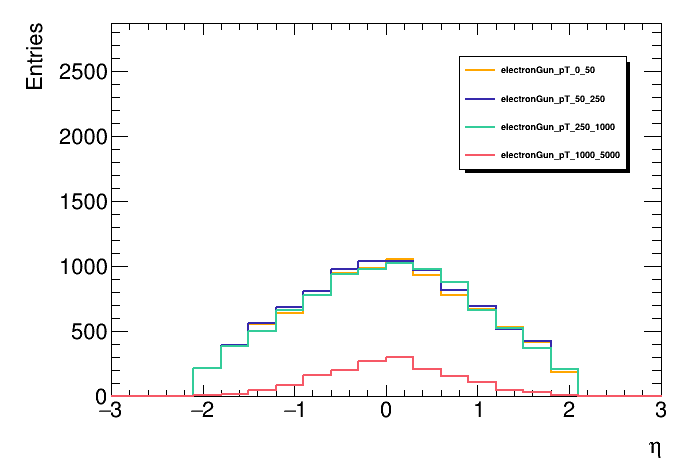 Entries
2500
2000
1500
1000
500
0
electronGun_pT_0_50
electronGun_pT_50_250
electronGun_pT_250_1000
electronGun_pT_1000_5000
−3 −2 −1 0 1 2 3
η